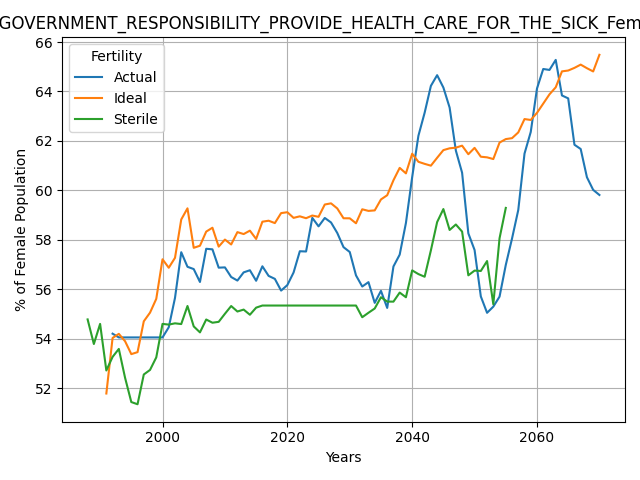 GOVERNMENT_RESPONSIBILITY_PROVIDE_HEALTH_CARE_FOR_THE_SICK_Fem
66
64
62
60
58
56
54
52
% of Female Population
Fertility
Actual
Ideal
Sterile
2000 2020 2040 2060
Years